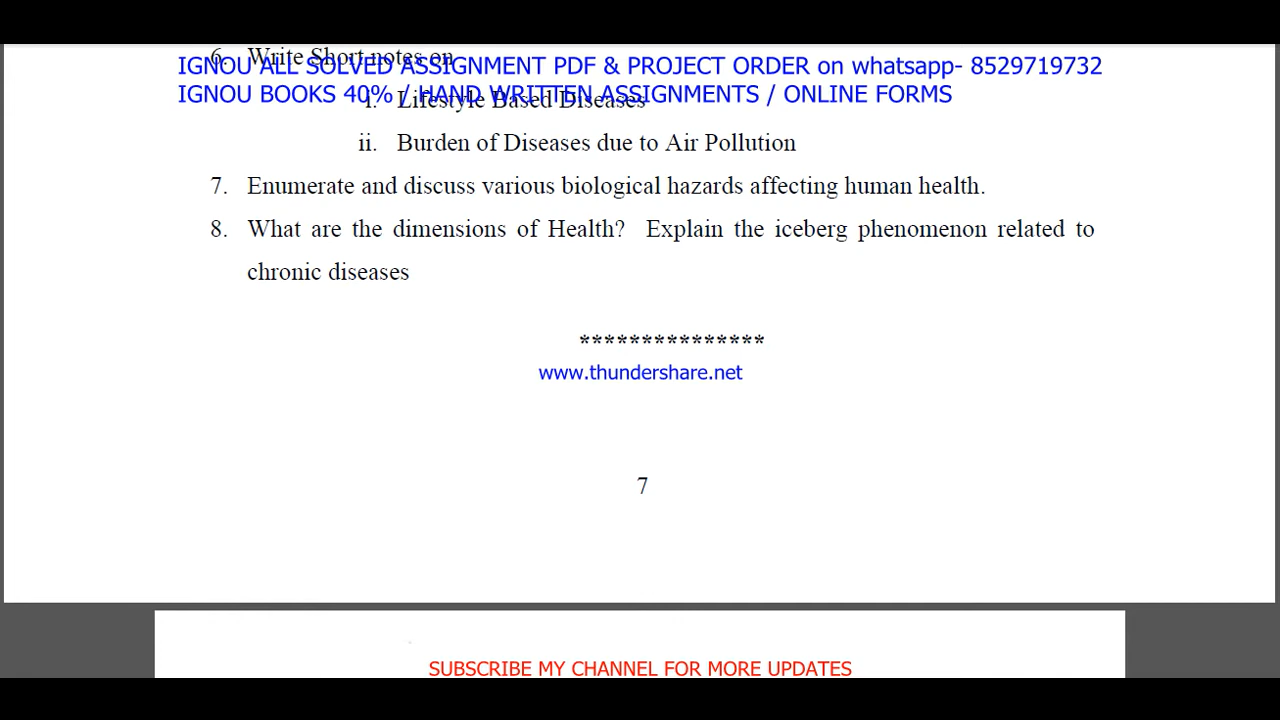 6. Write Short notes on
IGNOU ALL SOLVED ASSIGNMENT PDF & PROJECT ORDER on whatsapp- 8529719732
IGNOU BOOKS 40% / HAND WRITTEN ASSIGNMENTS / ONLINE FORMS
i. Lifestyle Based Diseases
ii. Burden of Diseases due to Air Pollution
7. Enumerate and discuss various biological hazards affecting human health.
8. What are the dimensions of Health? Explain the iceberg phenomenon related to
chronic diseases
***************
www.thundershare.net
7
SUBSCRIBE MY CHANNEL FOR MORE UPDATES